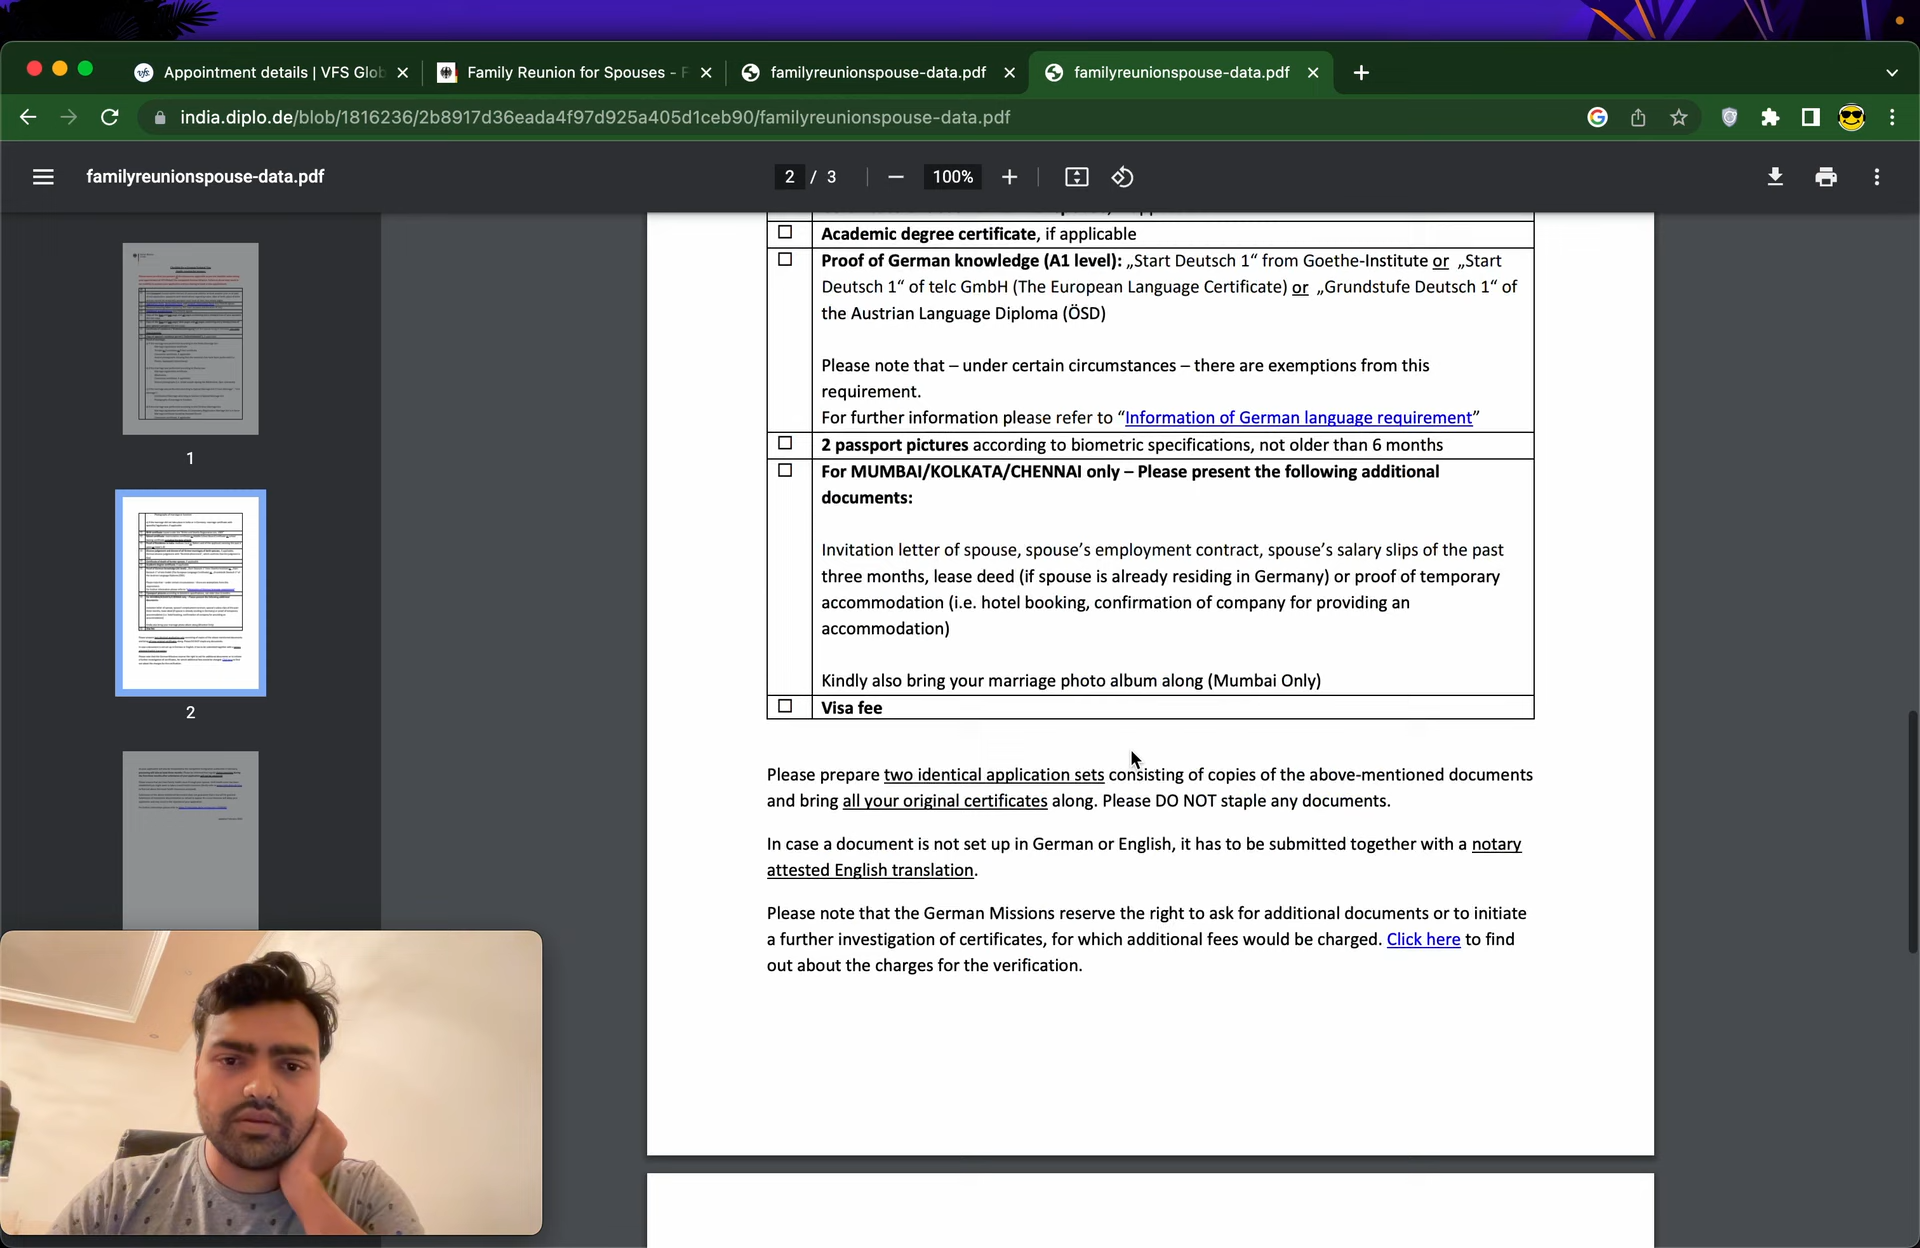 Appointment details | VFS Glob
Family Reunion for Spouses - F
familyreunionspouse-data.pdf
familyreunionspouse-data.pdf
india.diplo.de/blob/1816236/2b8917d36eada4f97d925a405d1ceb90/familyreunionspouse-data.pdf
familyreunionspouse-data.pdf
2 / 3
100%
1
2
Academic degree certificate, if applicable
Proof of German knowledge (A1 level): „Start Deutsch 1“ from Goethe-Institute or „Start
Deutsch 1“ of telc GmbH (The European Language Certificate) or „Grundstufe Deutsch 1“ of
the Austrian Language Diploma (ÖSD)
Please note that – under certain circumstances – there are exemptions from this
requirement.
For further information please refer to “Information of German language requirement”
2 passport pictures according to biometric specifications, not older than 6 months
For MUMBAI/KOLKATA/CHENNAI only – Please present the following additional
documents:
Invitation letter of spouse, spouse’s employment contract, spouse’s salary slips of the past
three months, lease deed (if spouse is already residing in Germany) or proof of temporary
accommodation (i.e. hotel booking, confirmation of company for providing an
accommodation)
Kindly also bring your marriage photo album along (Mumbai Only)
Visa fee
Please prepare two identical application sets consisting of copies of the above-mentioned documents
and bring all your original certificates along. Please DO NOT staple any documents.
In case a document is not set up in German or English, it has to be submitted together with a notary
attested English translation.
Please note that the German Missions reserve the right to ask for additional documents or to initiate
a further investigation of certificates, for which additional fees would be charged. Click here to find
out about the charges for the verification.